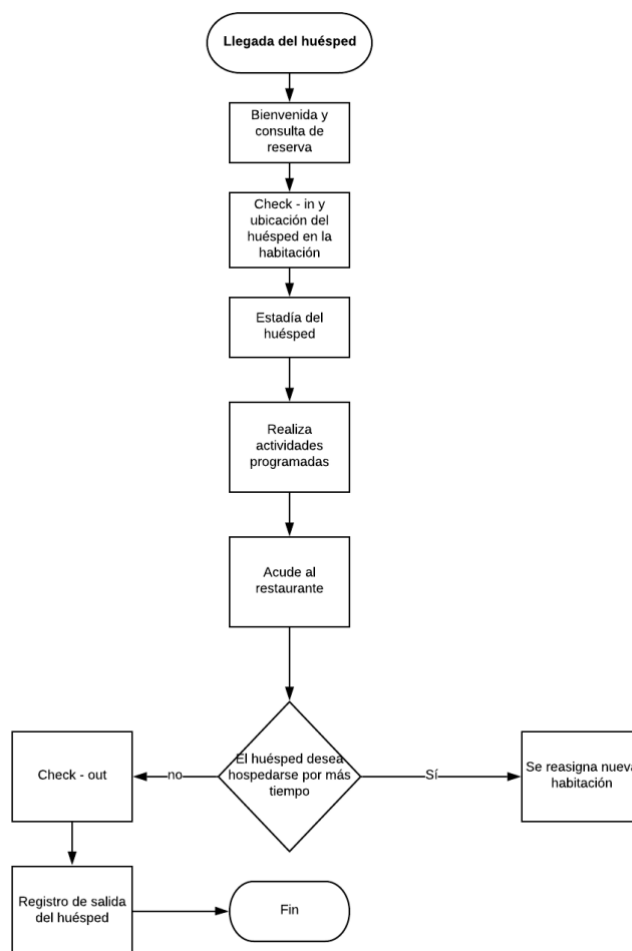 Llegada del huésped
Bienvenida y
consulta de
reserva
Check - in y
ubicación del
huésped en la
habitación
Estadía del
huésped
Realiza
actividades
programadas
Acude al
restaurante
El huésped desea
hospedarse por más
tiempo
no
Sí
Check - out
Se reasigna nueva
habitación
Registro de salida
del huésped
Fin